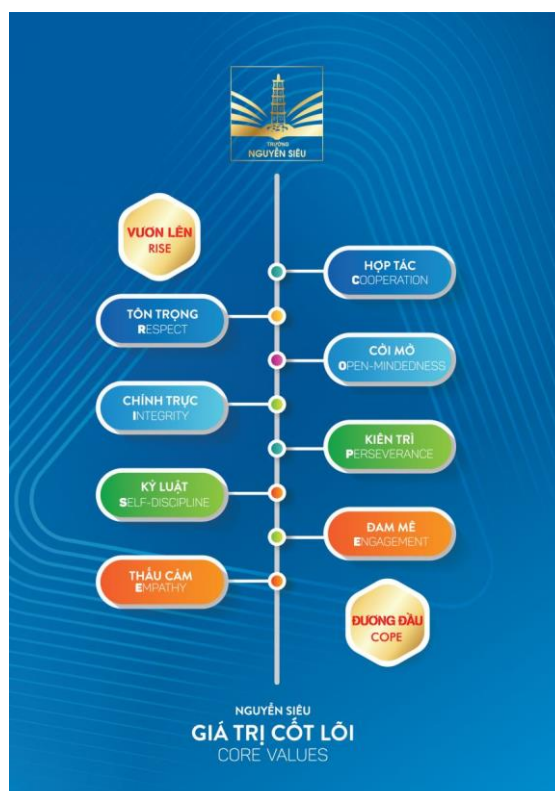 TRƯỜNG
NGUYỄN SIÊU
VƯƠN LÊN
RISE
HỢP TÁC
COOPERATION
TÔN TRỌNG
RESPECT
CỞI MỞ
OPEN-MINDEDNESS
CHÍNH TRỰC
INTEGRITY
KIÊN TRÌ
PERSEVERANCE
KỶ LUẬT
SELF-DISCIPLINE
ĐAM MÊ
ENGAGEMENT
THẤU CẢM
EMPATHY
ĐƯƠNG ĐẦU
COPE
NGUYỄN SIÊU
GIÁ TRỊ CỐT LÕI
CORE VALUES